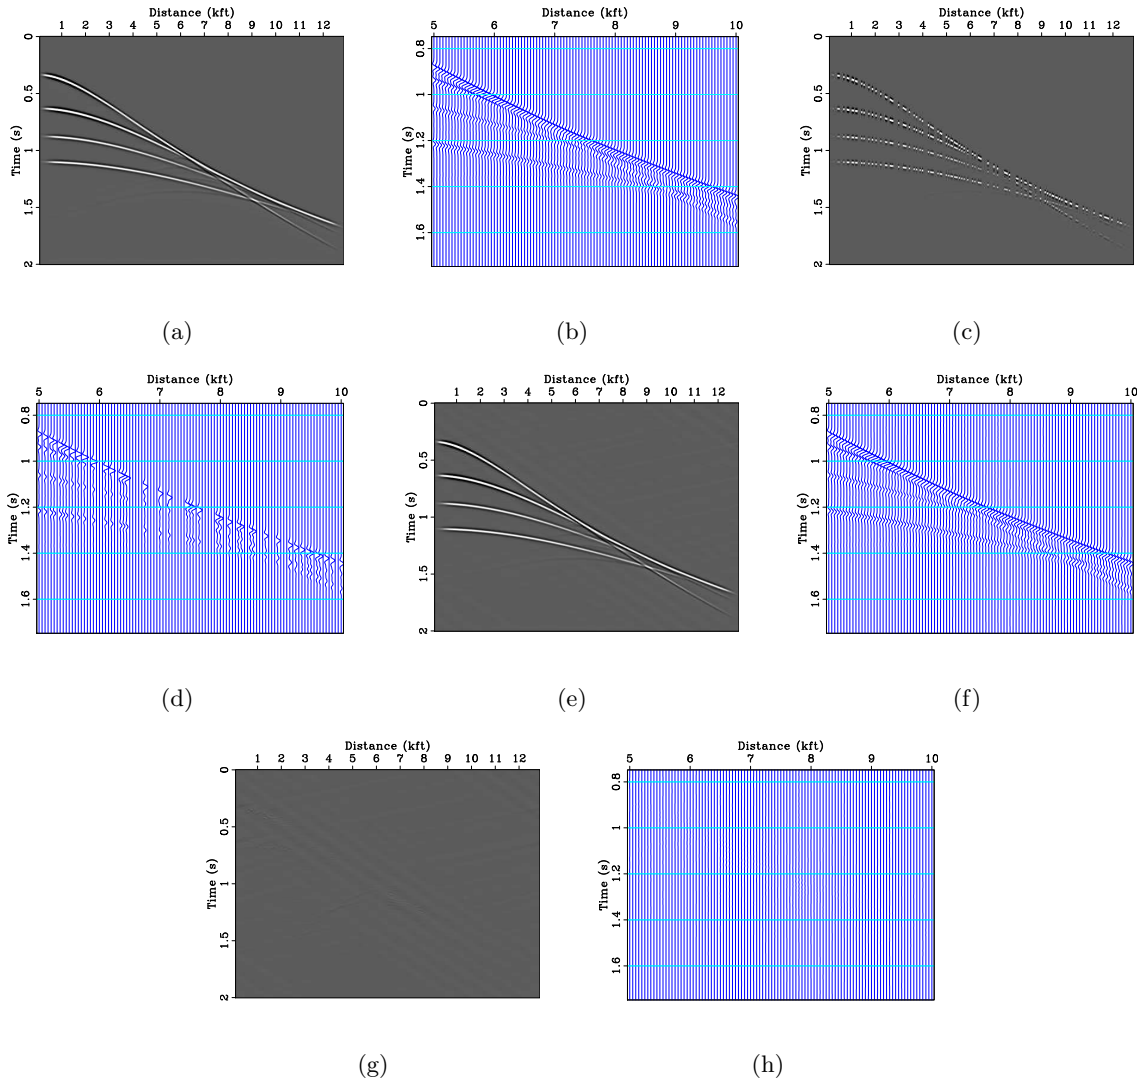 Distance (kft)
1 2 3 4 5 6 7 8 9 10 11 12
Time (s)
0 0.5 1 1.5 2
(a)
Distance (kft)
5 6 7 8 9 10
Time (s)
0.8 1 1.2 1.4 1.6
(b)
Distance (kft)
1 2 3 4 5 6 7 8 9 10 11 12
Time (s)
0 0.5 1 1.5 2
(c)
Distance (kft)
5 6 7 8 9 10
Time (s)
0.8 1 1.2 1.4 1.6
(d)
Distance (kft)
1 2 3 4 5 6 7 8 9 10 11 12
Time (s)
0 0.5 1 1.5 2
(e)
Distance (kft)
5 6 7 8 9 10
Time (s)
0.8 1 1.2 1.4 1.6
(f)
Distance (kft)
1 2 3 4 5 6 7 8 9 10 11 12
Time (s)
0 0.5 1 1.5 2
(g)
Distance (kft)
5 6 7 8 9 10
Time (s)
0.8 1 1.2 1.4 1.6
(h)